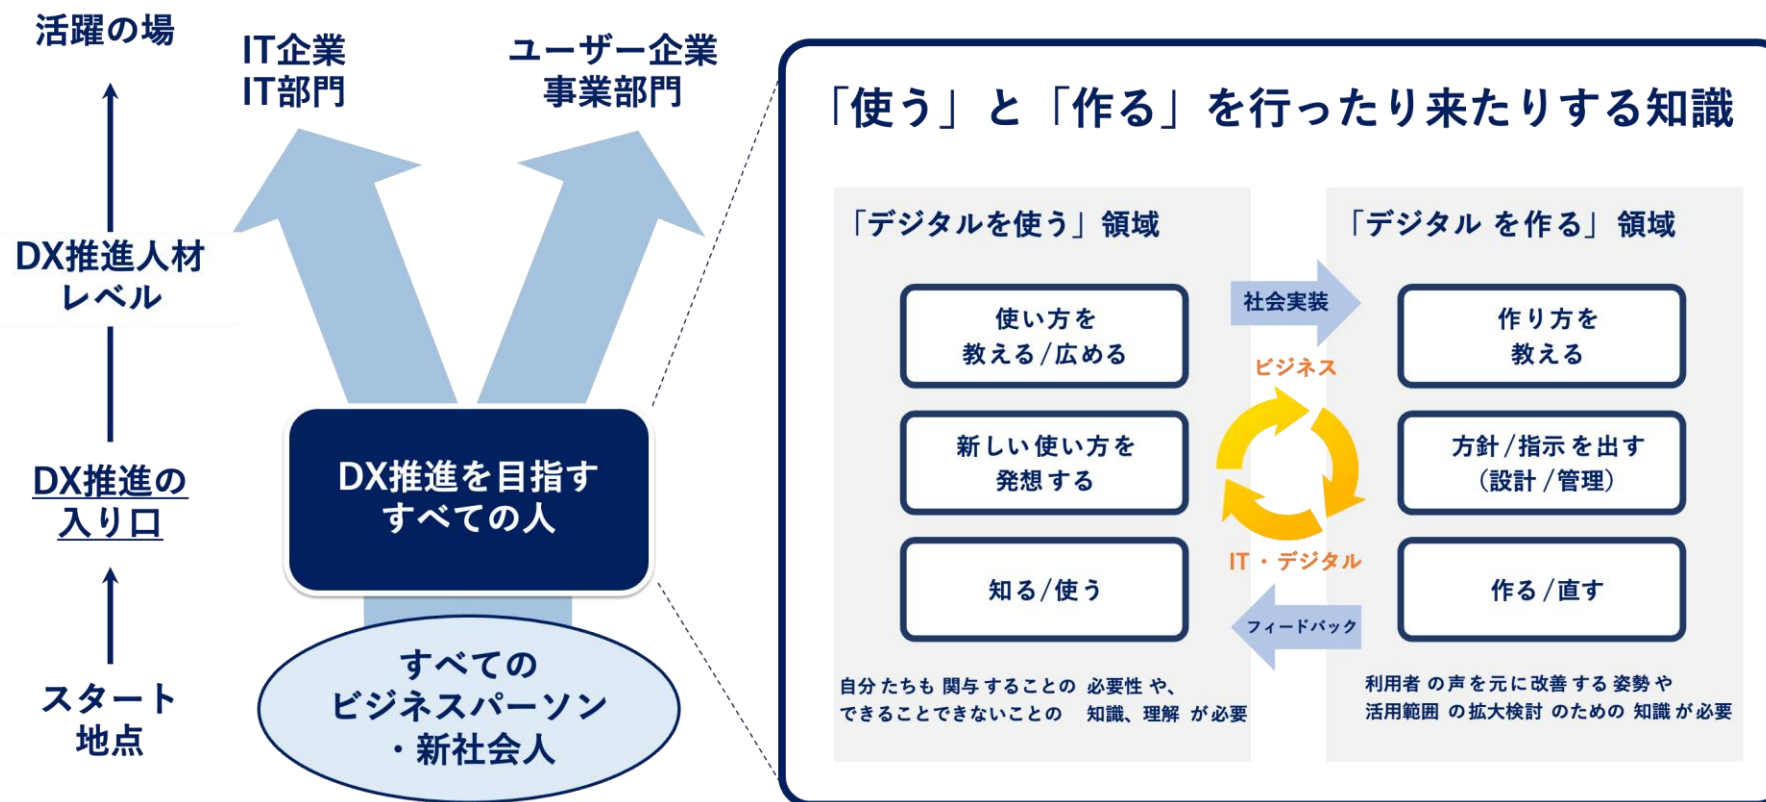 活躍の場
IT企業
IT部門
ユーザー企業
事業部門
DX推進人材
レベル
DX推進の
入り口
DX推進を目指す
すべての人
スタート
地点
すべての
ビジネスパーソン
・新社会人
「使う」と「作る」を行ったり来たりする知識
「デジタルを使う」領域
使い方を
教える/広める
新しい使い方を
発想する
知る/使う
自分たちも関与することの必要性や、
できることできないことの 知識、理解が必要
社会実装
ビジネス
IT・デジタル
フィードバック
「デジタルを作る」領域
作り方を
教える
方針/指示を出す
（設計/管理）
作る/直す
利用者の声を元に改善する姿勢や
活用範囲の拡大検討のための知識が必要